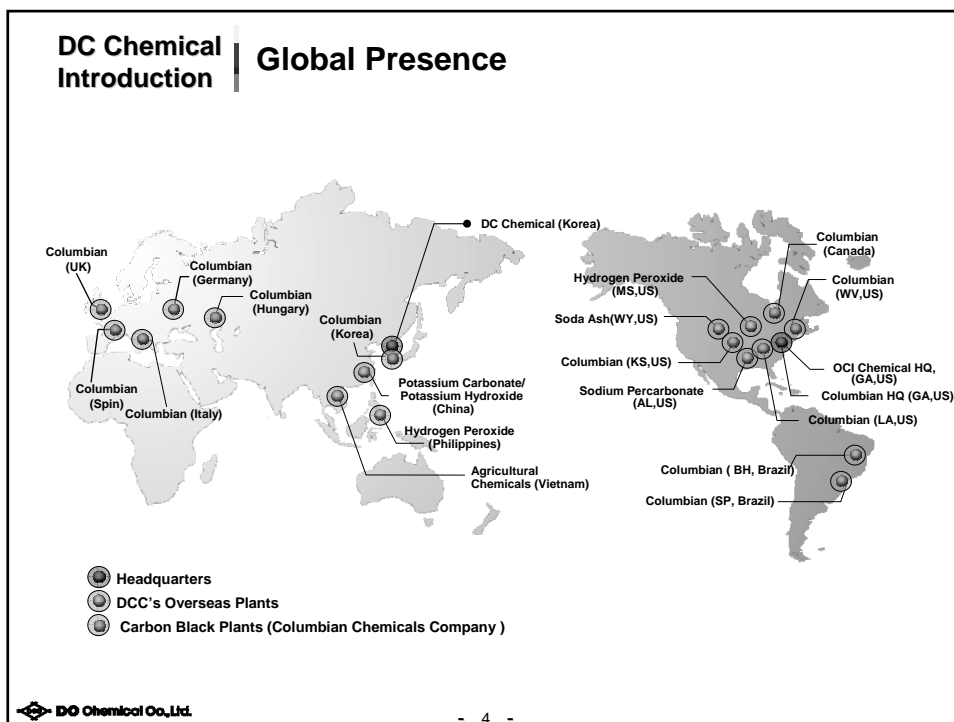 DC Chemical
Introduction
Global Presence
DC Chemical (Korea)
Columbian
(UK)
Columbian
(Germany)
Columbian
(Hungary)
Columbian
(Korea)
Columbian
(Spin)
Columbian (Italy)
Potassium Carbonate/
Potassium Hydroxide
(China)
Hydrogen Peroxide
(Philippines)
Agricultural
Chemicals (Vietnam)
Columbian
(Canada)
Hydrogen Peroxide
(MS,US)
Columbian
(WV,US)
Soda Ash(WY,US)
Columbian (KS,US)
OCI Chemical HQ,
(GA,US)
Sodium Percarbonate
(AL,US)
Columbian HQ (GA,US)
Columbian (LA,US)
Columbian ( BH, Brazil)
Columbian (SP, Brazil)
Headquarters
DCC's Overseas Plants
Carbon Black Plants (Columbian Chemicals Company )
DC Chemical Co., Ltd.
- 4 -